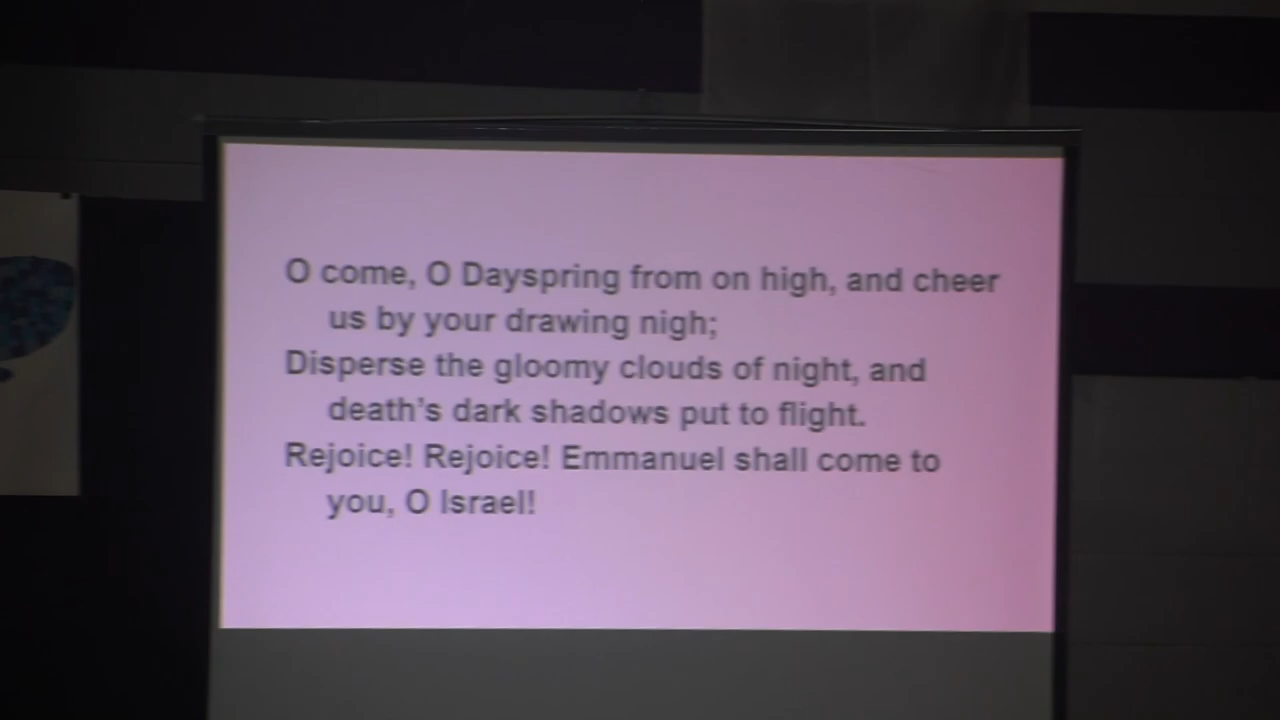 O come, O Dayspring from on high, and cheer
us by your drawing nigh;
Disperse the gloomy clouds of night, and
death's dark shadows put to flight.
Rejoice! Rejoice! Emmanuel shall come to
you, O Israel!